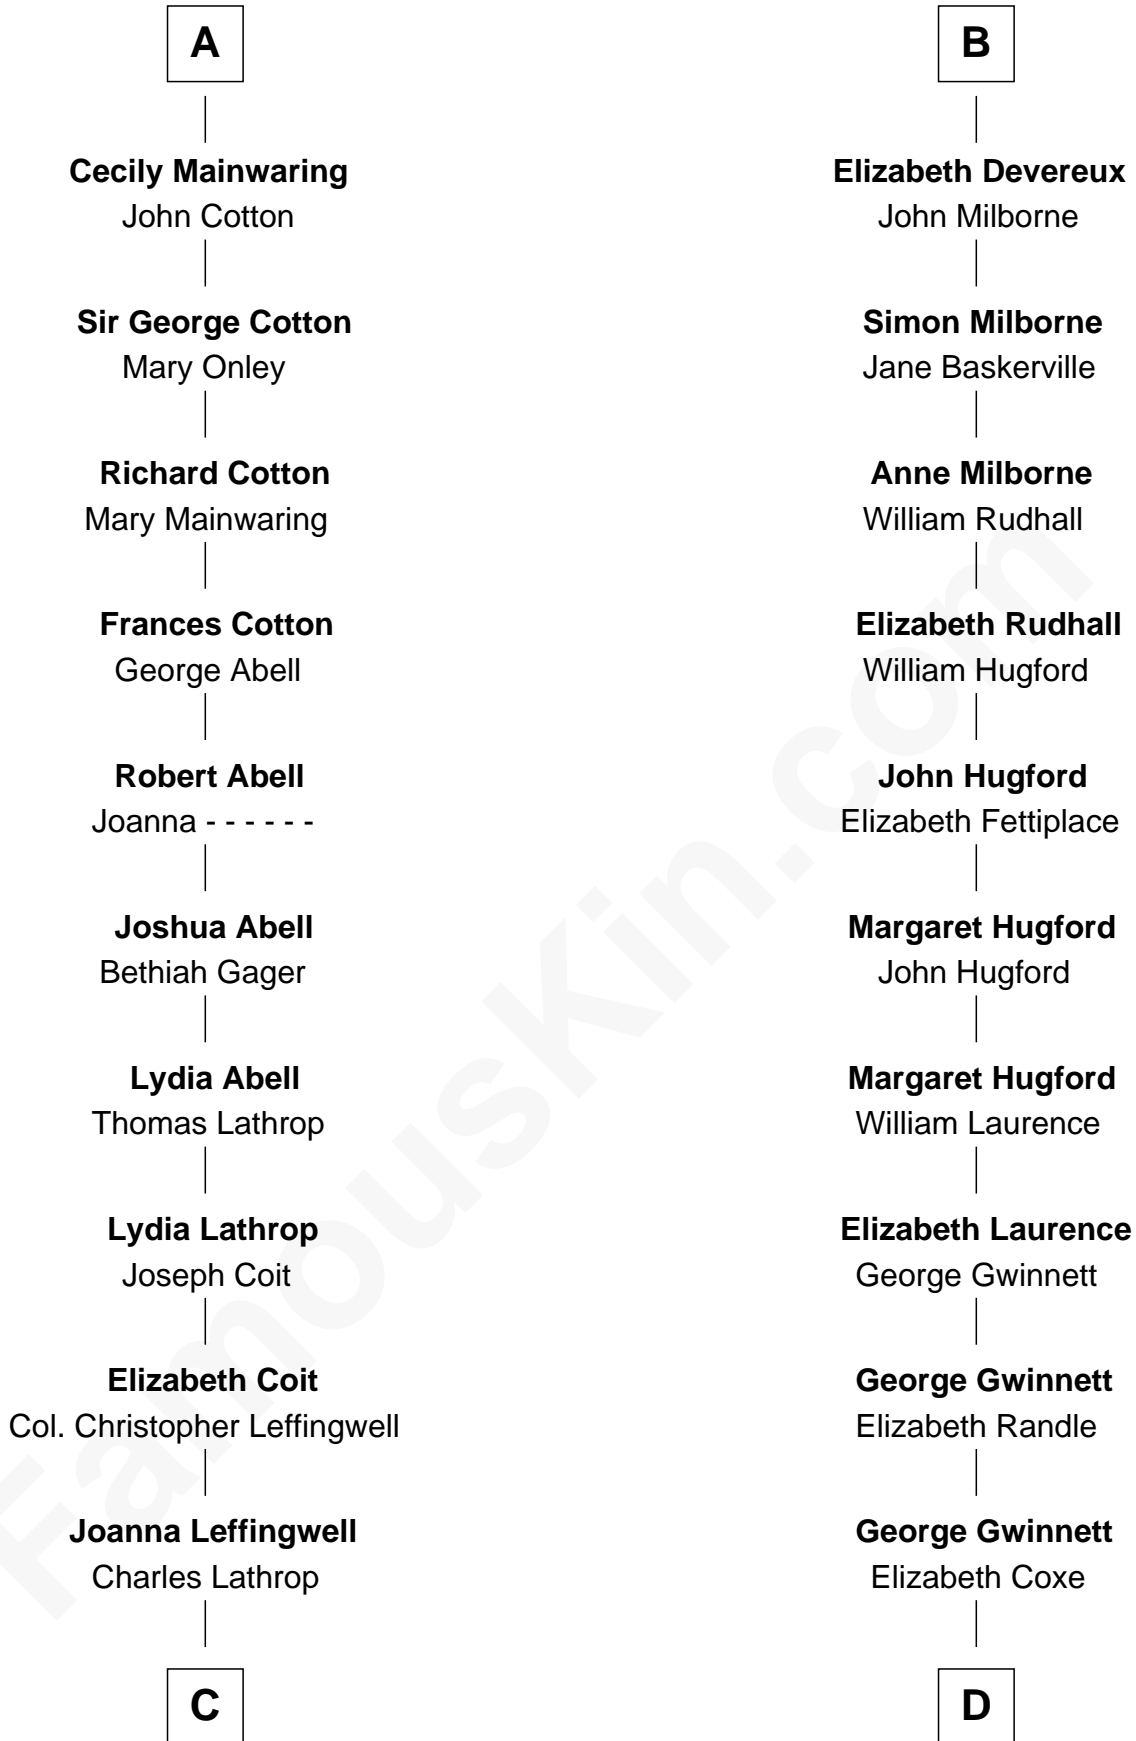 A
Cecily Mainwaring
John Cotton
Sir George Cotton
Mary Onley
Richard Cotton
Mary Mainwaring
Frances Cotton
George Abell
Robert Abell
Joanna - - - - - -
Joshua Abell
Bethiah Gager
Lydia Abell
Thomas Lathrop
Lydia Lathrop
Joseph Coit
Elizabeth Coit
Col. Christopher Leffingwell
Joanna Leffingwell
Charles Lathrop
C
B
Elizabeth Devereux
John Milborne
Simon Milborne
Jane Baskerville
Anne Milborne
William Rudhall
Elizabeth Rudhall
William Hugford
John Hugford
Elizabeth Fettiplace
Margaret Hugford
John Hugford
Margaret Hugford
William Laurence
Elizabeth Laurence
George Gwinnett
George Gwinnett
Elizabeth Randle
George Gwinnett
Elizabeth Coxe
D
FamousKin.com